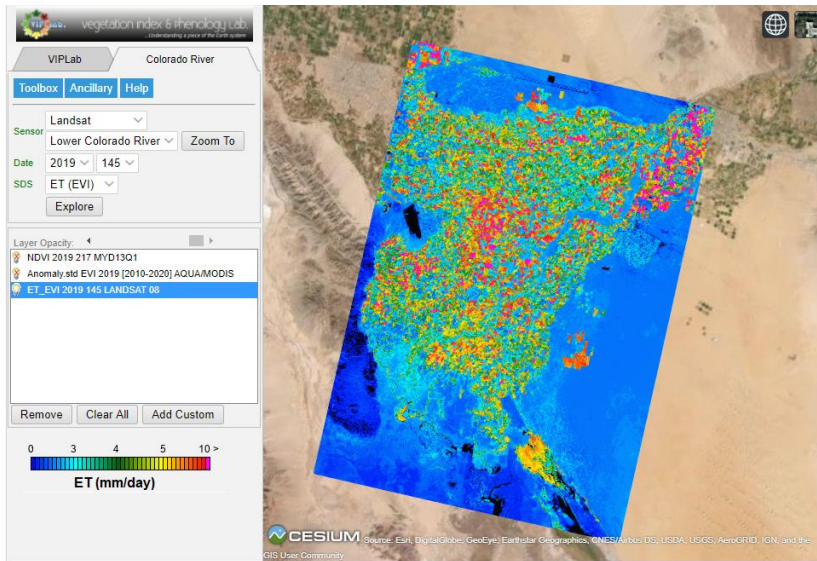 VIPLab. vegetation index & Phenology Lab.
...Understanding a piece of the Earth system
VIPLab Colorado River
Toolbox Ancillary Help
Sensor Landsat
Lower Colorado River Zoom To
Date 2019 145
SDS ET (EVI)
Explore
Layer Opacity:
NDVI 2019 217 MYD13Q1
Anomaly.std EVI 2019 [2010-2020] AQUA/MODIS
ET_EVI 2019 145 LANDSAT 08
Remove Clear All Add Custom
0 3 4 5 10 >
ET (mm/day)
CESIUM Source: Esri, DigitalGlobe, GeoEye, Earthstar Geographics, CNES/Airbus DS, USDA, USGS, AeroGRID, IGN, and the
GIS User Community